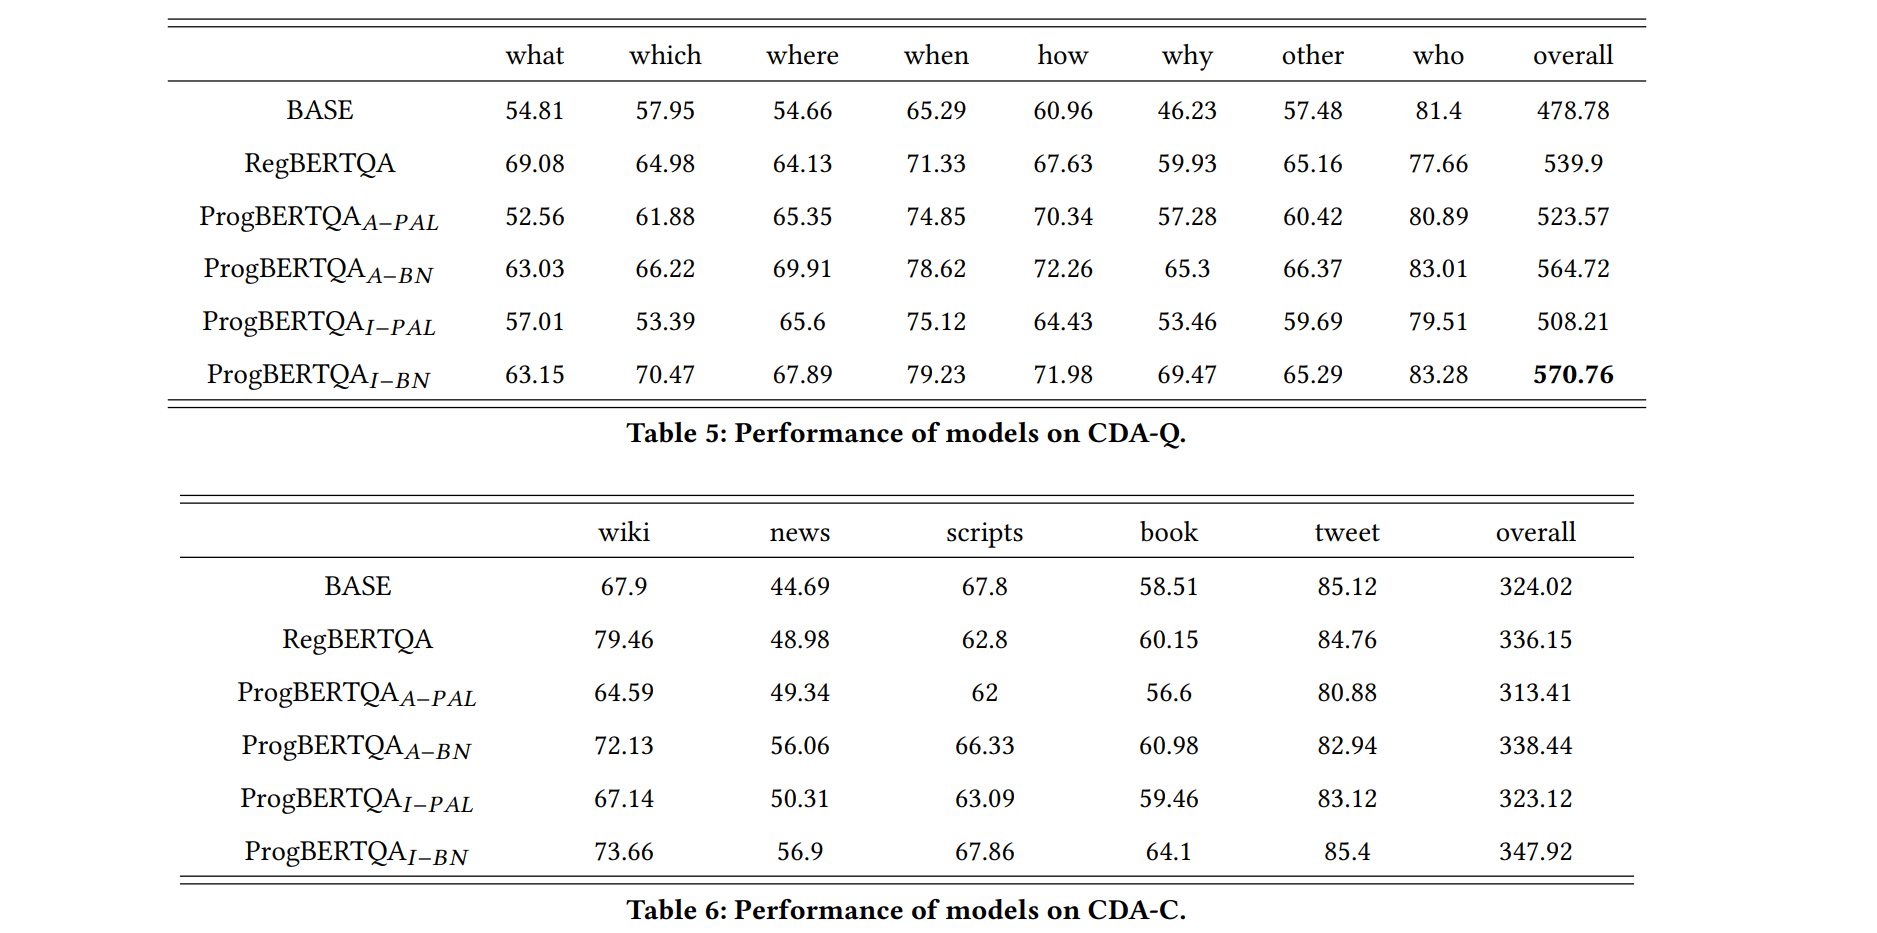 what which where when how why other who overall
BASE 54.81 57.95 54.66 65.29 60.96 46.23 57.48 81.4 478.78
RegBERTQA 69.08 64.98 64.13 71.33 67.63 59.93 65.16 77.66 539.9
ProgBERTQA A−PAL 52.56 61.88 65.35 74.85 70.34 57.28 60.42 80.89 523.57
ProgBERTQA A−BN 63.03 66.22 69.91 78.62 72.26 65.3 66.37 83.01 564.72
ProgBERTQA I−PAL 57.01 53.39 65.6 75.12 64.43 53.46 59.69 79.51 508.21
ProgBERTQA I−BN 63.15 70.47 67.89 79.23 71.98 69.47 65.29 83.28 570.76
Table 5: Performance of models on CDA-Q.
wiki news scripts book tweet overall
BASE 67.9 44.69 67.8 58.51 85.12 324.02
RegBERTQA 79.46 48.98 62.8 60.15 84.76 336.15
ProgBERTQA A−PAL 64.59 49.34 62 56.6 80.88 313.41
ProgBERTQA A−BN 72.13 56.06 66.33 60.98 82.94 338.44
ProgBERTQA I−PAL 67.14 50.31 63.09 59.46 83.12 323.12
ProgBERTQA I−BN 73.66 56.9 67.86 64.1 85.4 347.92
Table 6: Performance of models on CDA-C.